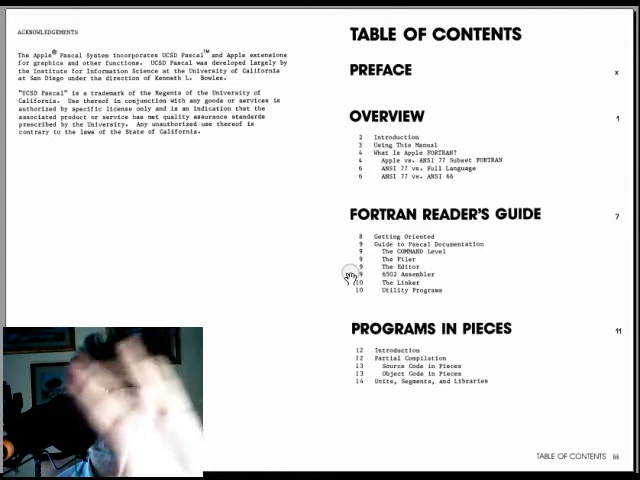 ACKNOWLEDGEMENTS
The Apple® Pascal System incorporates UCSD Pascal™ and Apple extensions
for graphics and other functions. UCSD Pascal was developed largely by
the Institute for Information Science at the University of California
at San Diego under the direction of Kenneth L. Bowles.
"UCSD Pascal" is a trademark of the Regents of the University of
California. Use thereof in conjunction with any goods or services is
authorized by specific license only and is an indication that the
associated product or service has met quality assurance standards
prescribed by the University. Any unauthorized use thereof is
contrary to the laws of the State of California.
TABLE OF CONTENTS
PREFACE x
OVERVIEW 1
2 Introduction
3 Using This Manual
4 What Is Apple FORTRAN?
4 Apple vs. ANSI 77 Subset FORTRAN
6 ANSI 77 vs. Full Language
6 ANSI 77 vs. ANSI 66
FORTRAN READER'S GUIDE 7
8 Getting Oriented
9 Guide to Pascal Documentation
9 The COMMAND Level
9 The Filer
9 The Editor
9 6502 Assembler
10 The Linker
10 Utility Programs
PROGRAMS IN PIECES 11
12 Introduction
12 Partial Compilation
13 Source Code in Pieces
13 Object Code in Pieces
14 Units, Segments, and Libraries
TABLE OF CONTENTS iii